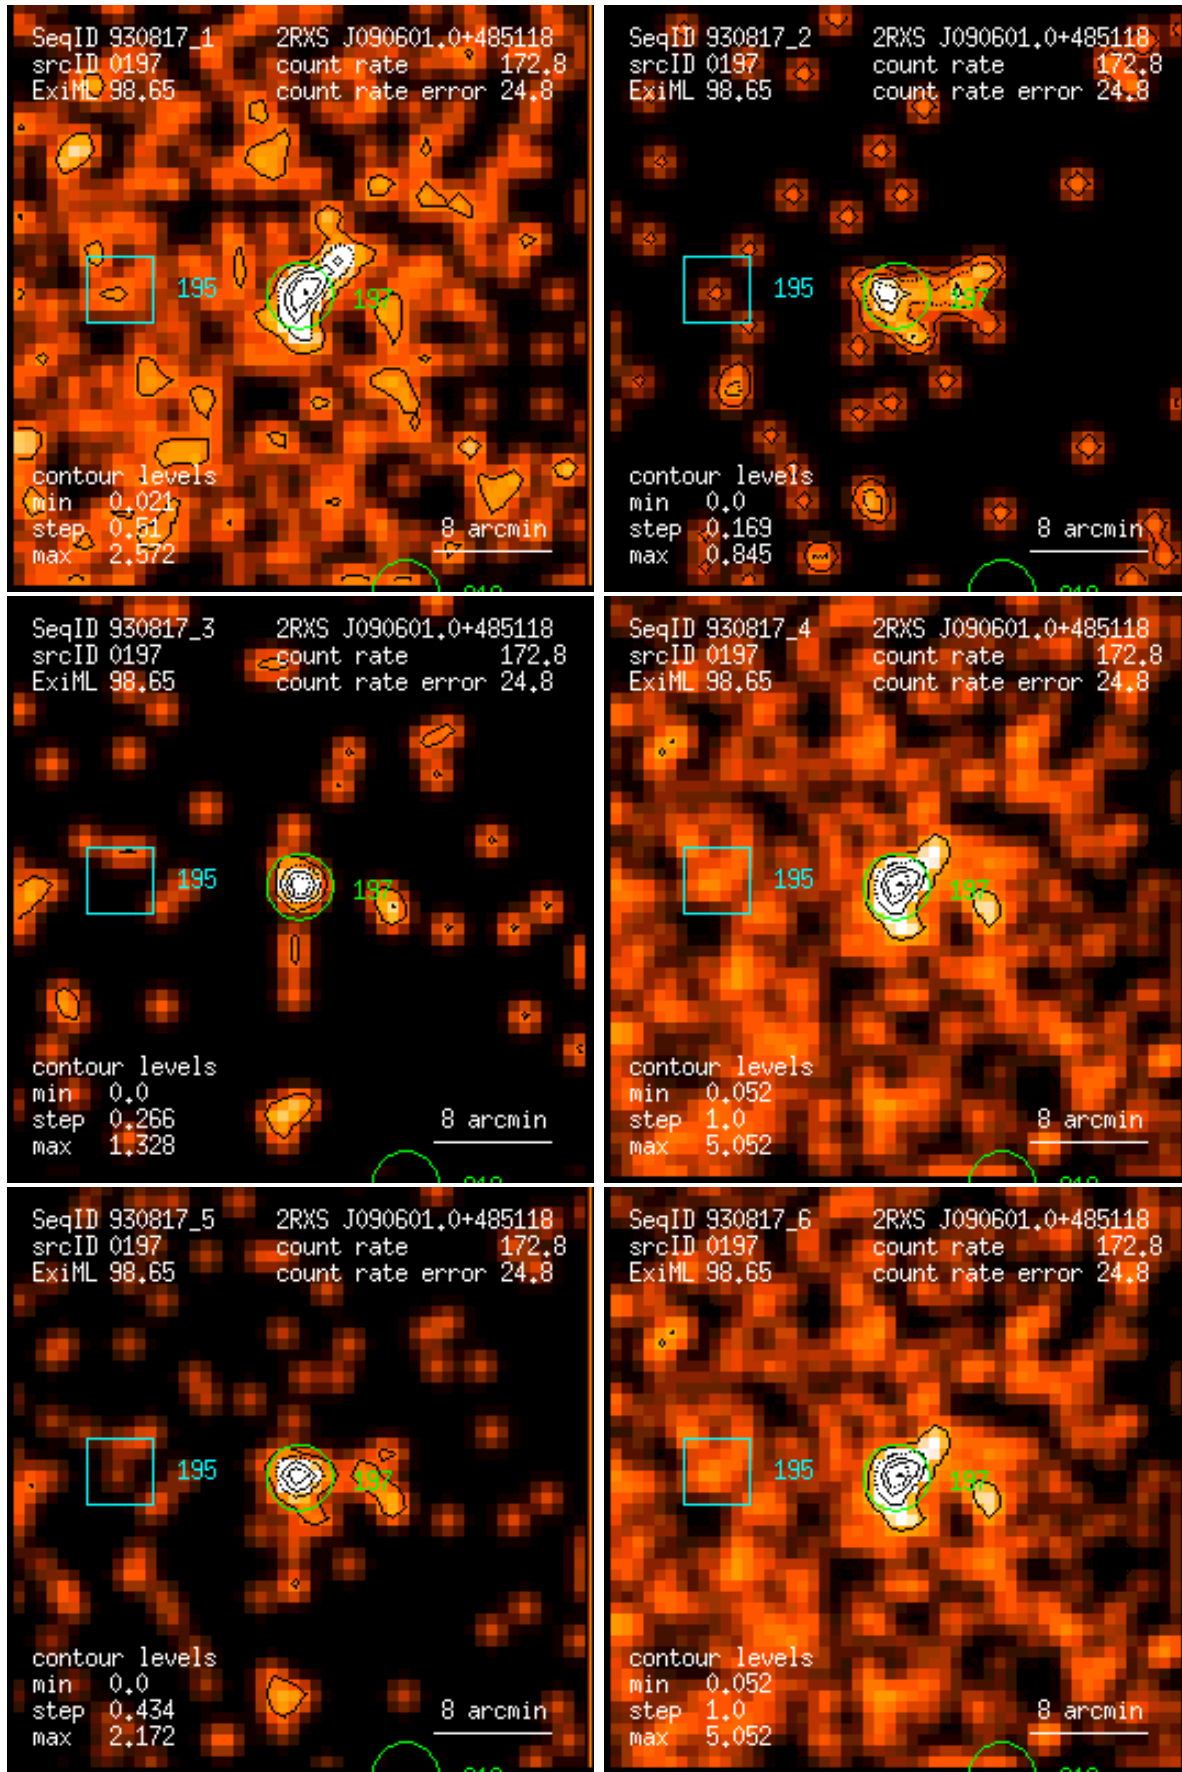 SeqID 930817_1 2RXS J090601.0+485118
srcID 0197 count rate 172.8
ExiML 98.65 count rate error 24.8
195
197
contour levels
min 0.021
step 0.51
max 2.572
8 arcmin
SeqID 930817_2 2RXS J090601.0+485118
srcID 0197 count rate 172.8
ExiML 98.65 count rate error 24.8
195
197
contour levels
min 0.0
step 0.169
max 0.845
8 arcmin
SeqID 930817_3 2RXS J090601.0+485118
srcID 0197 count rate 172.8
ExiML 98.65 count rate error 24.8
195
197
contour levels
min 0.0
step 0.266
max 1.328
8 arcmin
SeqID 930817_4 2RXS J090601.0+485118
srcID 0197 count rate 172.8
ExiML 98.65 count rate error 24.8
195
197
contour levels
min 0.052
step 1.0
max 5.052
8 arcmin
SeqID 930817_5 2RXS J090601.0+485118
srcID 0197 count rate 172.8
ExiML 98.65 count rate error 24.8
195
197
contour levels
min 0.0
step 0.434
max 2.172
8 arcmin
SeqID 930817_6 2RXS J090601.0+485118
srcID 0197 count rate 172.8
ExiML 98.65 count rate error 24.8
195
197
contour levels
min 0.052
step 1.0
max 5.052
8 arcmin